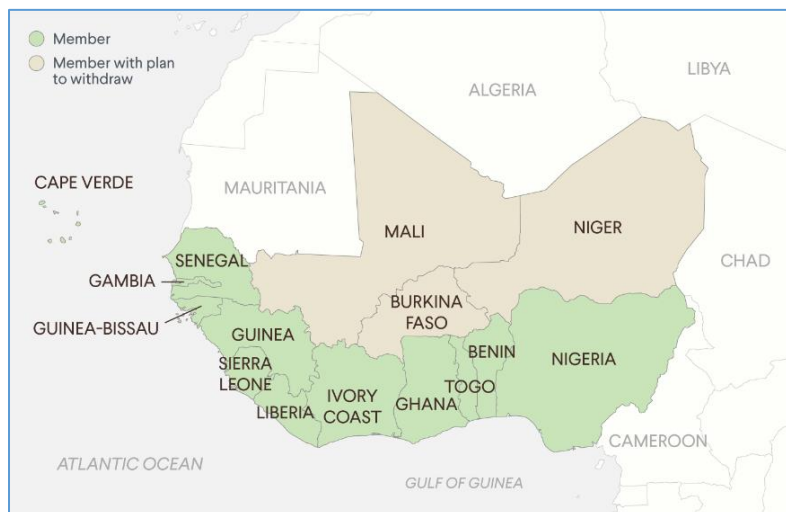 Member
Member with plan
to withdraw
LIBYA
ALGERIA
CAPE VERDE
MAURITANIA
MALI
NIGER
SENEGAL
CHAD
GAMBIA
BURKINA
FASO
GUINEA-BISSAU
GUINEA
BENIN
NIGERIA
SIERRA
LEONE
IVORY
COAST
TOGO
GHANA
LIBERIA
CAMEROON
ATLANTIC OCEAN
GULF OF GUINEA